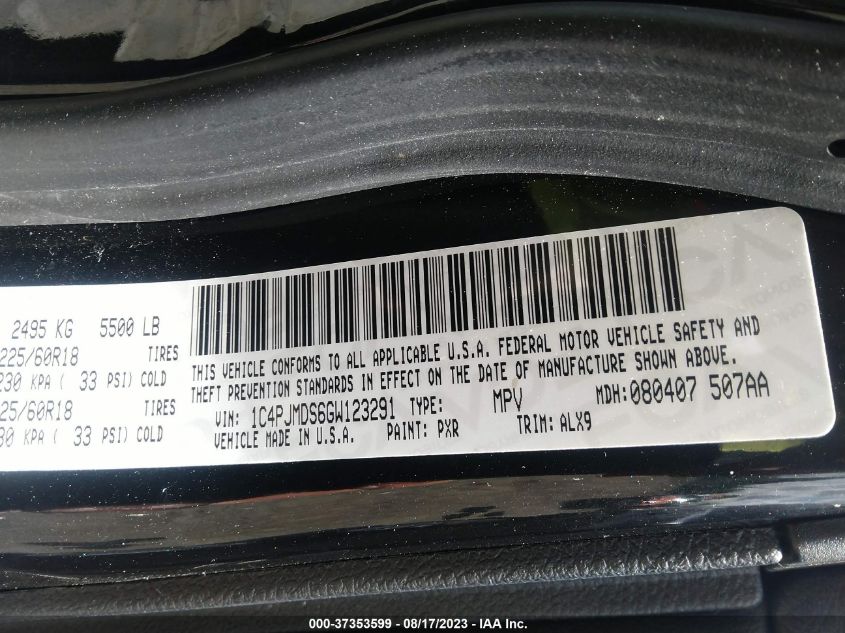 2495 KG 5500 LB
225/60R18 TIRES
230 KPA ( 33 PSI) COLD
25/60R18 TIRES
30 KPA ( 33 PSI) COLD
THIS VEHICLE CONFORMS TO ALL APPLICABLE U.S.A. FEDERAL MOTOR VEHICLE SAFETY AND
THEFT PREVENTION STANDARDS IN EFFECT ON THE DATE OF MANUFACTURE SHOWN ABOVE.
VIN: 1C4PJMDS6GW123291 TYPE: MPV MDH: 080407 507AA
VEHICLE MADE IN U.S.A. PAINT: PXR TRIM: ALX9
000-37353599 - 08/17/2023 - IAA Inc.